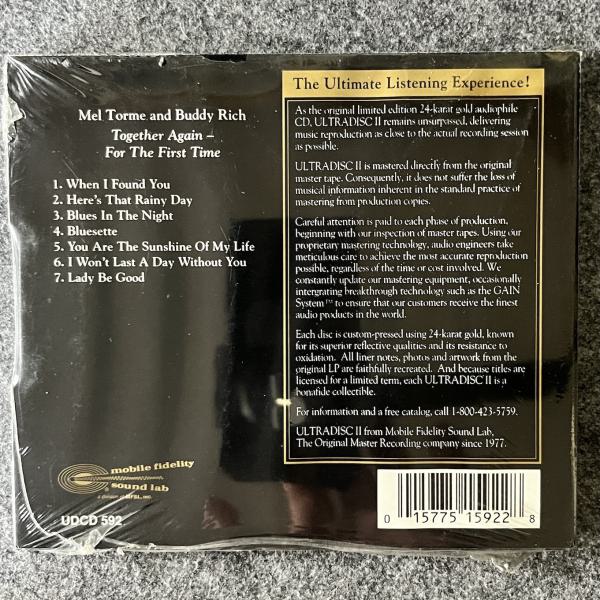 Mel Torme and Buddy Rich
Together Again –
For The First Time
1. When I Found You
2. Here's That Rainy Day
3. Blues In The Night
4. Bluesette
5. You Are The Sunshine Of My Life
6. I Won't Last A Day Without You
7. Lady Be Good
mobile fidelity
sound lab
a division of MFSL, INC.
UDCD 592
The Ultimate Listening Experience!
As the original limited edition 24-karat gold audiophile
CD, ULTRADISC II remains unsurpassed, delivering
music reproduction as close to the actual recording session
as possible.
ULTRADISC II is mastered directly from the original
master tape. Consequently, it does not suffer the loss of
musical information inherent in the standard practice of
mastering from production copies.
Careful attention is paid to each phase of production,
beginning with our inspection of master tapes. Using our
proprietary mastering technology, audio engineers take
meticulous care to achieve the most accurate reproduction
possible, regardless of the time or cost involved. We
constantly update our mastering equipment, occasionally
intergrating breakthrough technology such as the GAIN
System™ to ensure that our customers receive the finest
audio products in the world.
Each disc is custom-pressed using 24-karat gold, known
for its superior reflective qualities and its resistance to
oxidation. All liner notes, photos and artwork from the
original LP are faithfully recreated. And because titles are
licensed for a limited term, each ULTRADISC II is a
bonafide collectible.
For information and a free catalog, call 1-800-423-5759.
ULTRADISC II from Mobile Fidelity Sound Lab,
The Original Master Recording company since 1977.
0 15775 15922 8